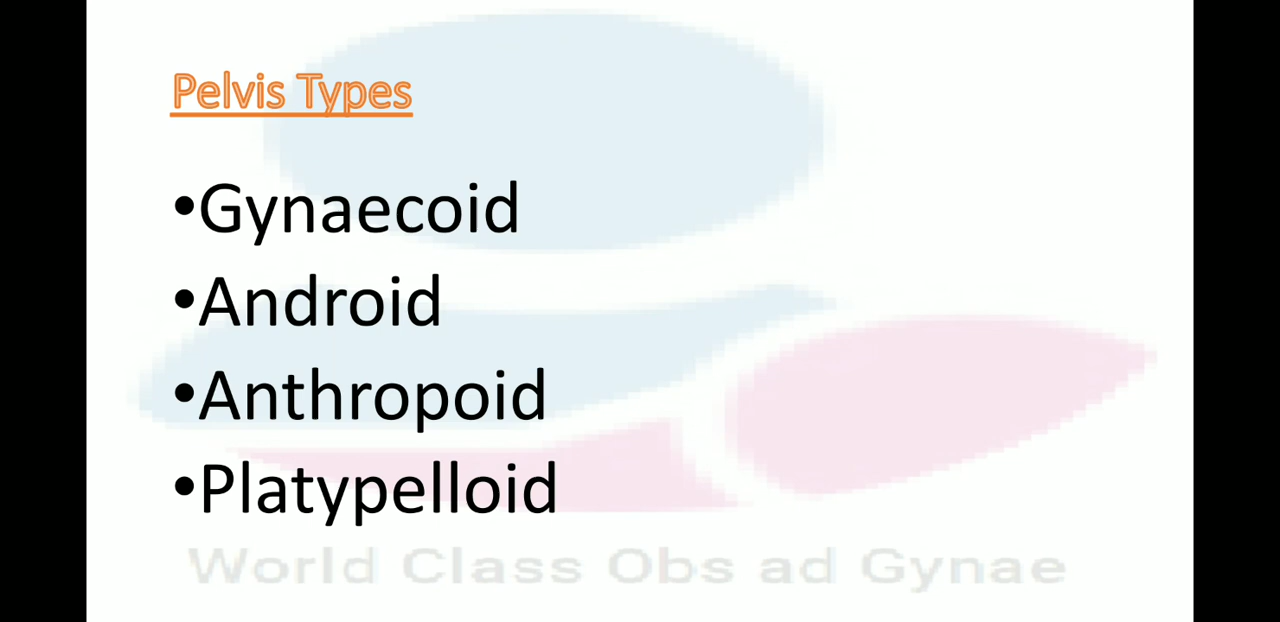 Pelvis Types
•Gynaecoid
•Android
•Anthropoid
•Platypelloid
World Class Obs ad Gynae